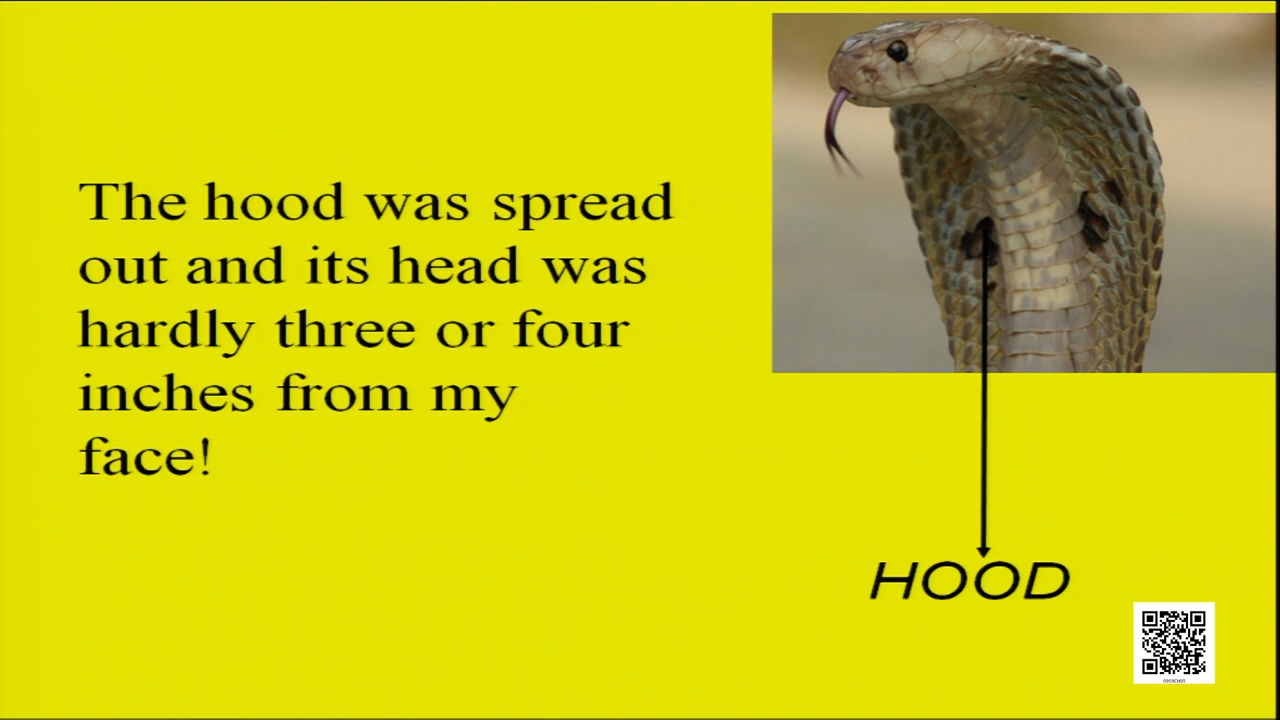 The hood was spread
out and its head was
hardly three or four
inches from my
face!
HOOD